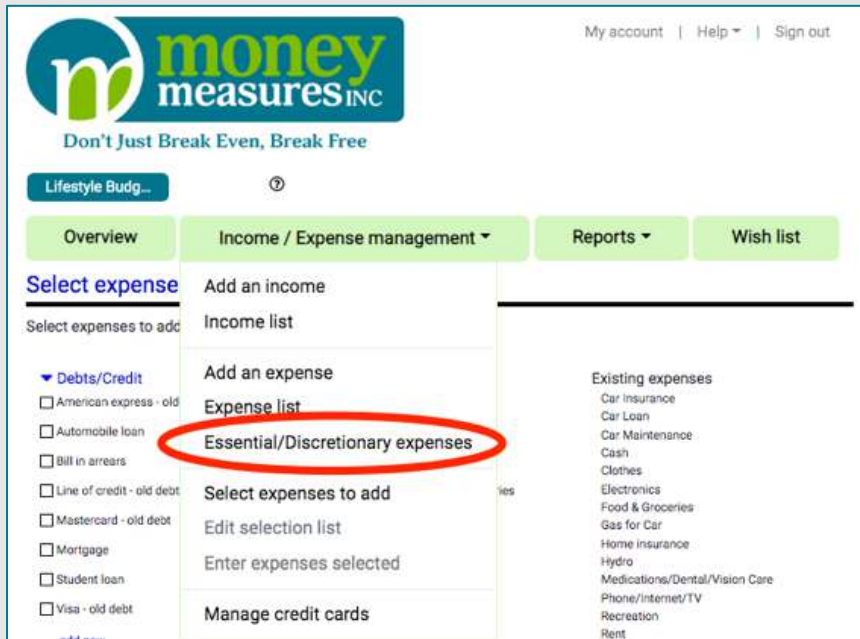 My account | Help | Sign out
m money
measures INC
Don't Just Break Even, Break Free
Lifestyle Budg...
?
Overview
Income / Expense management
Reports
Wish list
Select expense
Select expenses to add
Add an income
Income list
Add an expense
Expense list
Essential/Discretionary expenses
Select expenses to add
Edit selection list
Enter expenses selected
Manage credit cards
Debts/Credit
American express - old
Automobile loan
Bill in arrears
Line of credit - old debt
Mastercard - old debt
Mortgage
Student loan
Visa - old debt
add new
ies
Existing expenses
Car Insurance
Car Loan
Car Maintenance
Cash
Clothes
Electronics
Food & Groceries
Gas for Car
Home insurance
Hydro
Medications/Dental/Vision Care
Phone/Internet/TV
Recreation
Rent